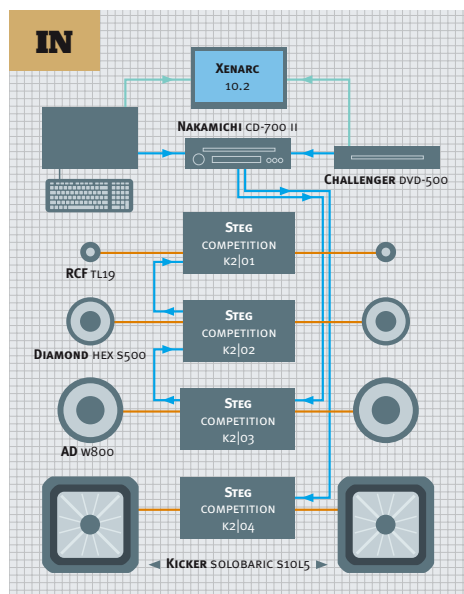 IN
XENARC
10.2
NAKAMICHI CD-700 II
CHALLENGER DVD-500
STEG
COMPETITION
K2|01
RCF TL19
STEG
COMPETITION
K2|02
DIAMOND HEX S500
STEG
COMPETITION
K2|03
AD W800
STEG
COMPETITION
K2|04
◄ KICKER SOLOBARIC S10L5 ►